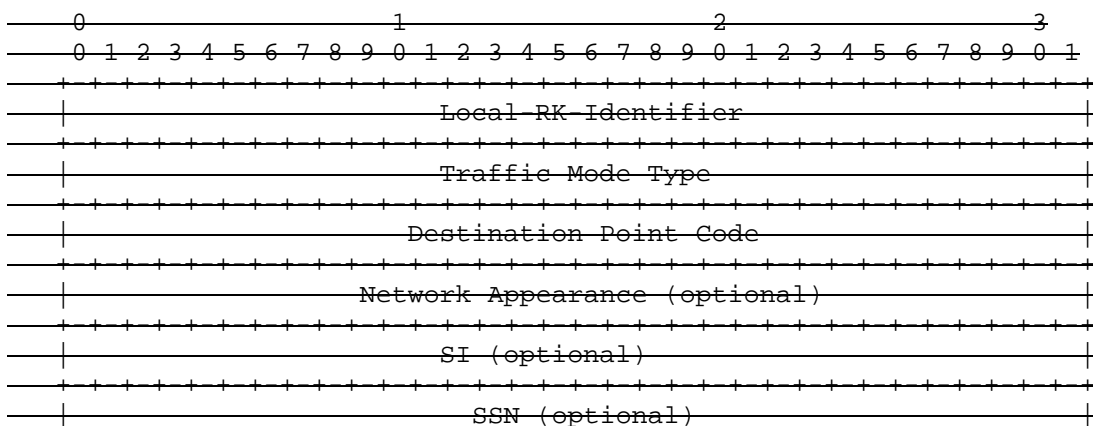 0                   1                   2                   3
0 1 2 3 4 5 6 7 8 9 0 1 2 3 4 5 6 7 8 9 0 1 2 3 4 5 6 7 8 9 0 1
+-+-+-+-+-+-+-+-+-+-+-+-+-+-+-+-+-+-+-+-+-+-+-+-+-+-+-+-+-+-+-+-+
| Local-RK-Identifier |
+-+-+-+-+-+-+-+-+-+-+-+-+-+-+-+-+-+-+-+-+-+-+-+-+-+-+-+-+-+-+-+-+
| Traffic Mode Type |
+-+-+-+-+-+-+-+-+-+-+-+-+-+-+-+-+-+-+-+-+-+-+-+-+-+-+-+-+-+-+-+-+
| Destination Point Code |
+-+-+-+-+-+-+-+-+-+-+-+-+-+-+-+-+-+-+-+-+-+-+-+-+-+-+-+-+-+-+-+-+
| Network Appearance (optional) |
+-+-+-+-+-+-+-+-+-+-+-+-+-+-+-+-+-+-+-+-+-+-+-+-+-+-+-+-+-+-+-+-+
| SI (optional) |
+-+-+-+-+-+-+-+-+-+-+-+-+-+-+-+-+-+-+-+-+-+-+-+-+-+-+-+-+-+-+-+-+
| SSN (optional) |